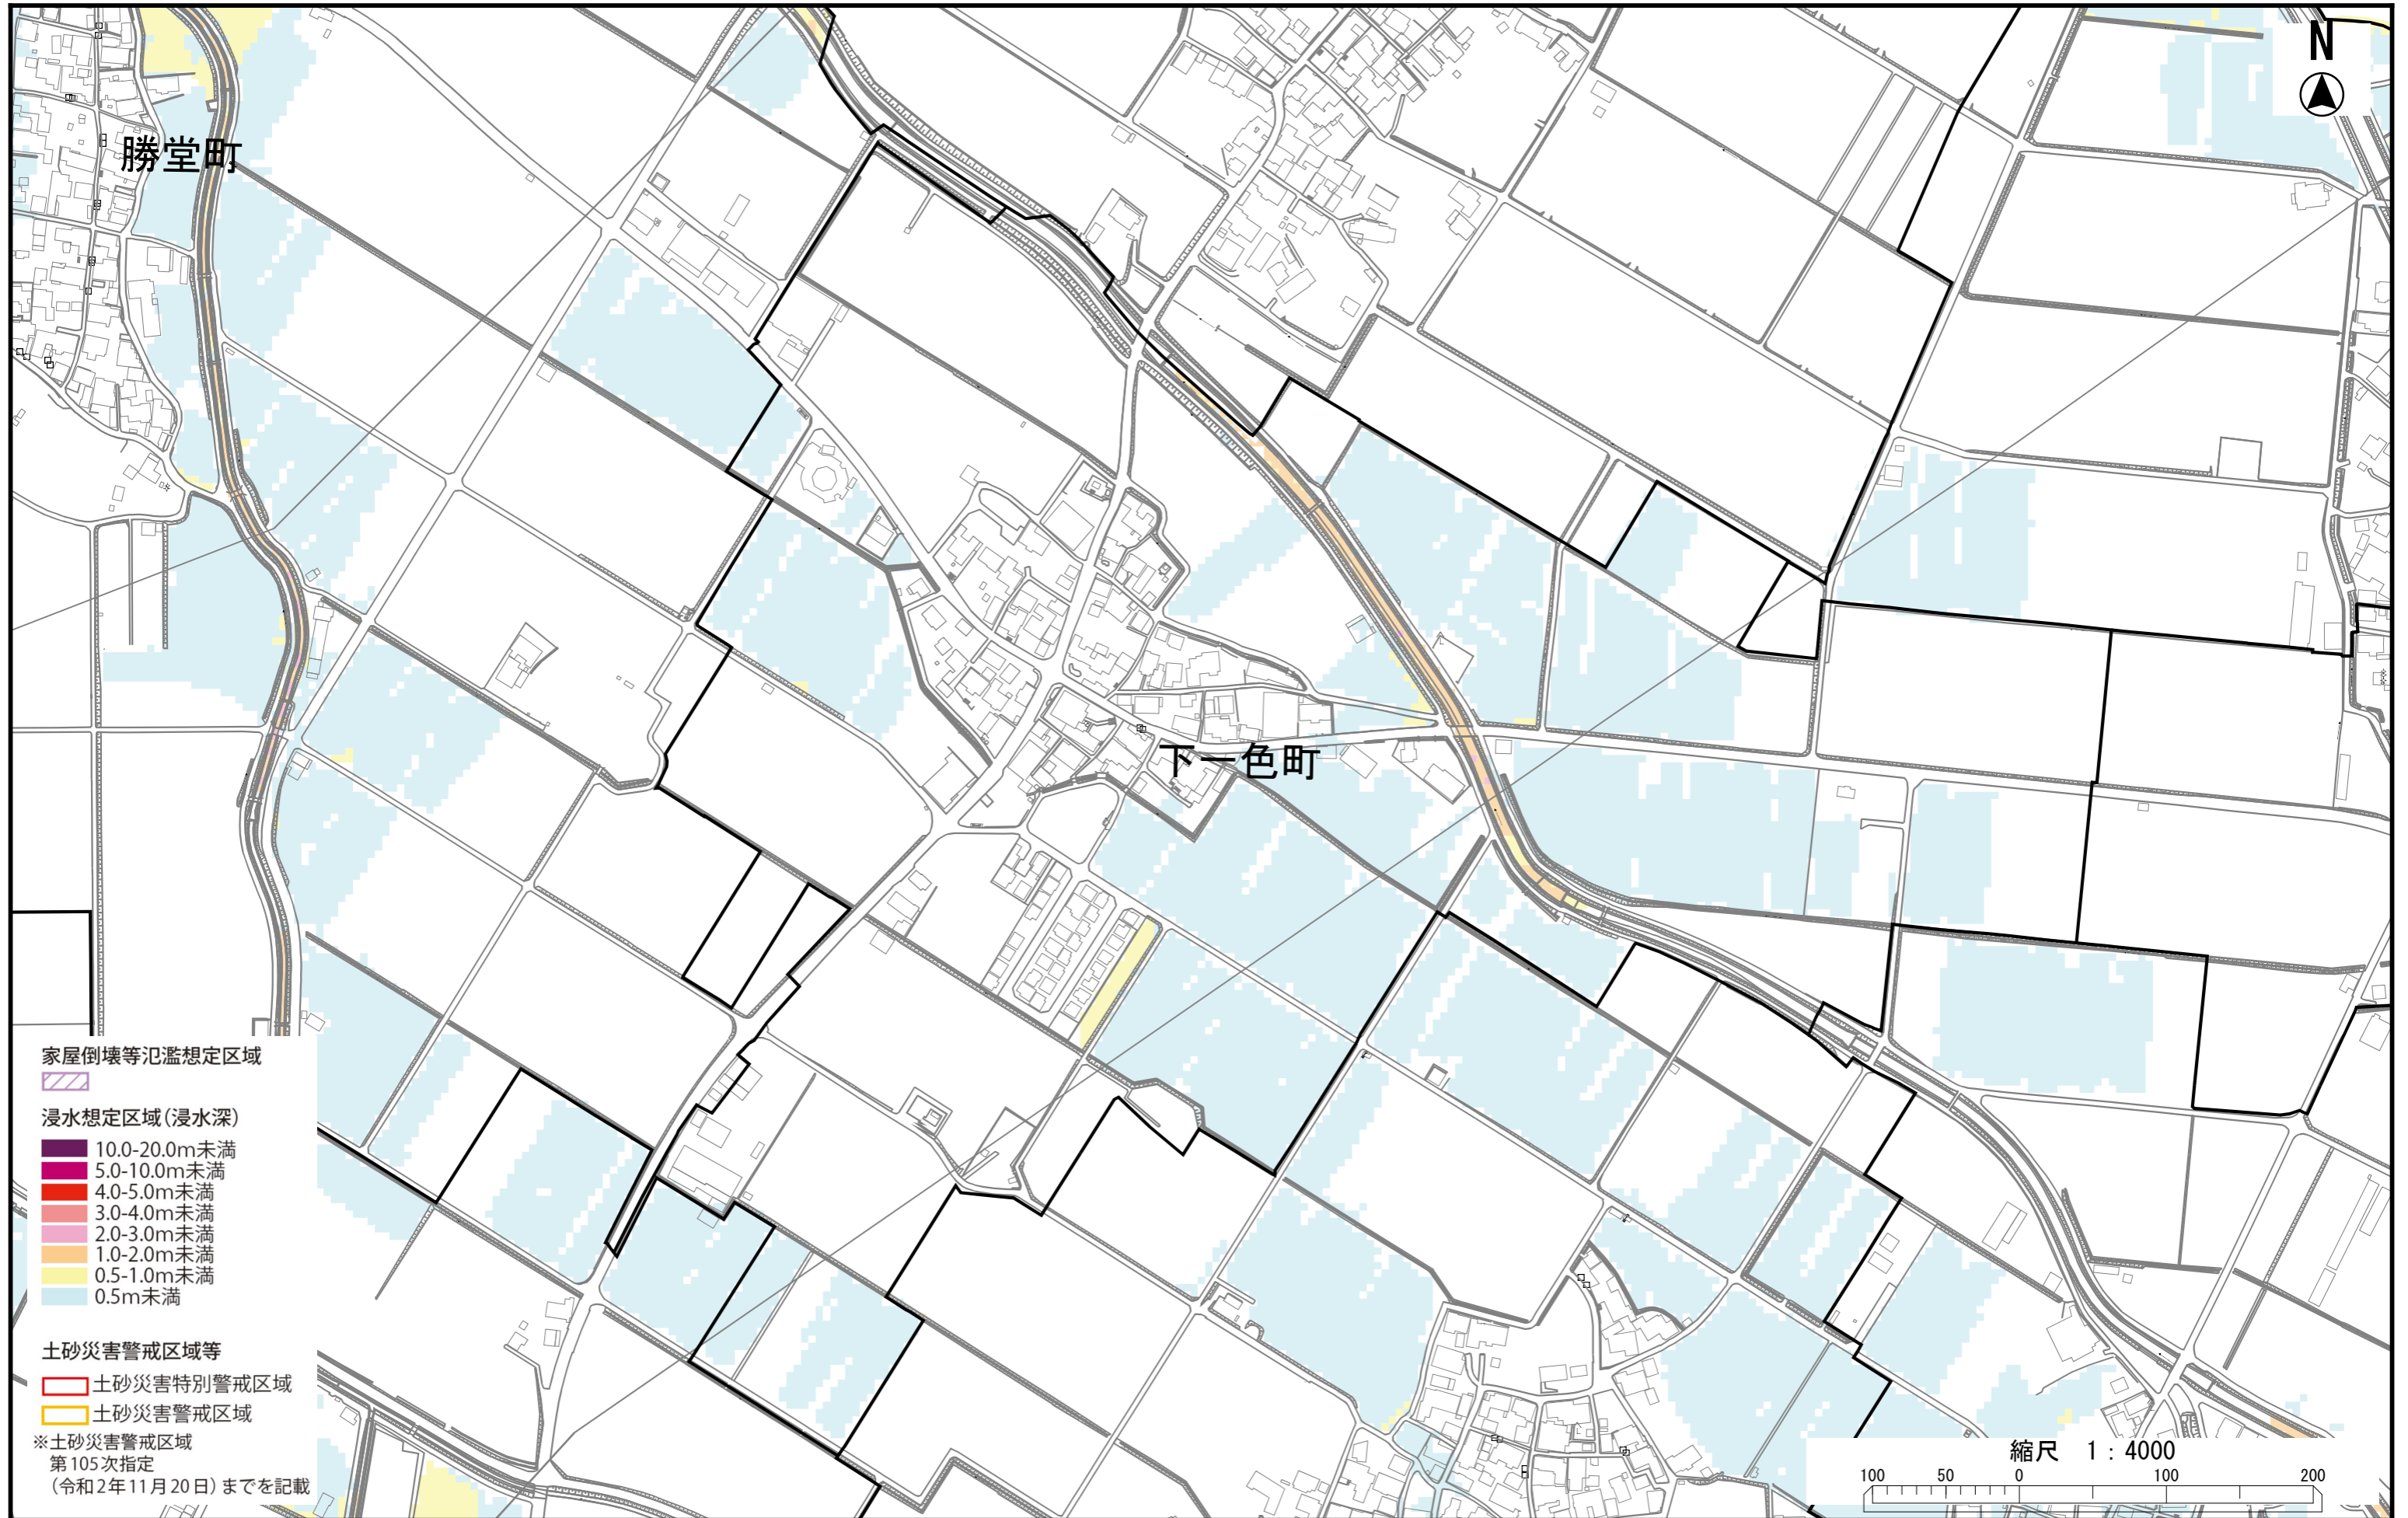 N
勝堂町
下一色町
家屋倒壊等氾濫想定区域
浸水想定区域(浸水深)
10.0-20.0m未満
5.0-10.0m未満
4.0-5.0m未満
3.0-4.0m未満
2.0-3.0m未満
1.0-2.0m未満
0.5-1.0m未満
0.5m未満
土砂災害警戒区域等
土砂災害特別警戒区域
土砂災害警戒区域
※土砂災害警戒区域
第105次指定
(令和2年11月20日)までを記載
縮尺 1:4000
100 50 0 100 200